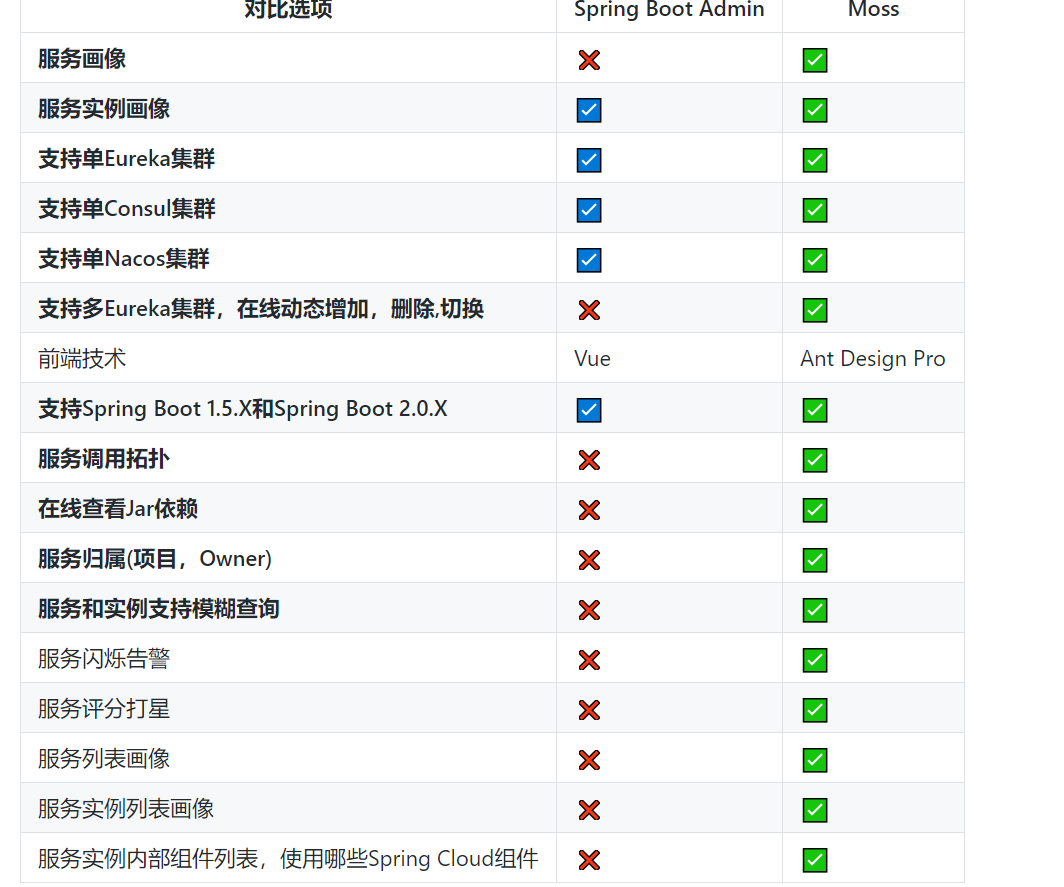 对比选项 Spring Boot Admin Moss
服务画像
服务实例画像
支持单Eureka集群
支持单Consul集群
支持单Nacos集群
支持多Eureka集群，在线动态增加，删除,切换
前端技术 Vue Ant Design Pro
支持Spring Boot 1.5.X和Spring Boot 2.0.X
服务调用拓扑
在线查看Jar依赖
服务归属(项目，Owner)
服务和实例支持模糊查询
服务闪烁告警
服务评分打星
服务列表画像
服务实例列表画像
服务实例内部组件列表，使用哪些Spring Cloud组件